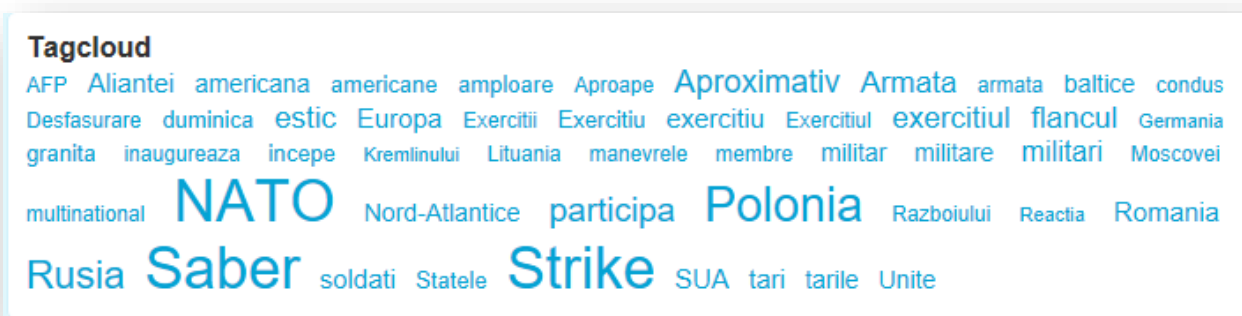 Tagcloud
AFP Aliantei americana americane amploare Aproape Aproximativ Armata armata baltice condus
Desfasurare duminica estic Europa Exercitii Exercitiu exercitiu Exercitiul exercitiul flancul Germania
granita inaugureaza incepe Kremlinului Lituania manevrele membre militar militare militari Moscovei
multinational NATO Nord-Atlantice participa Polonia Razboiului Reactia Romania
Rusia Saber soldati Statele Strike SUA tari tarile Unite